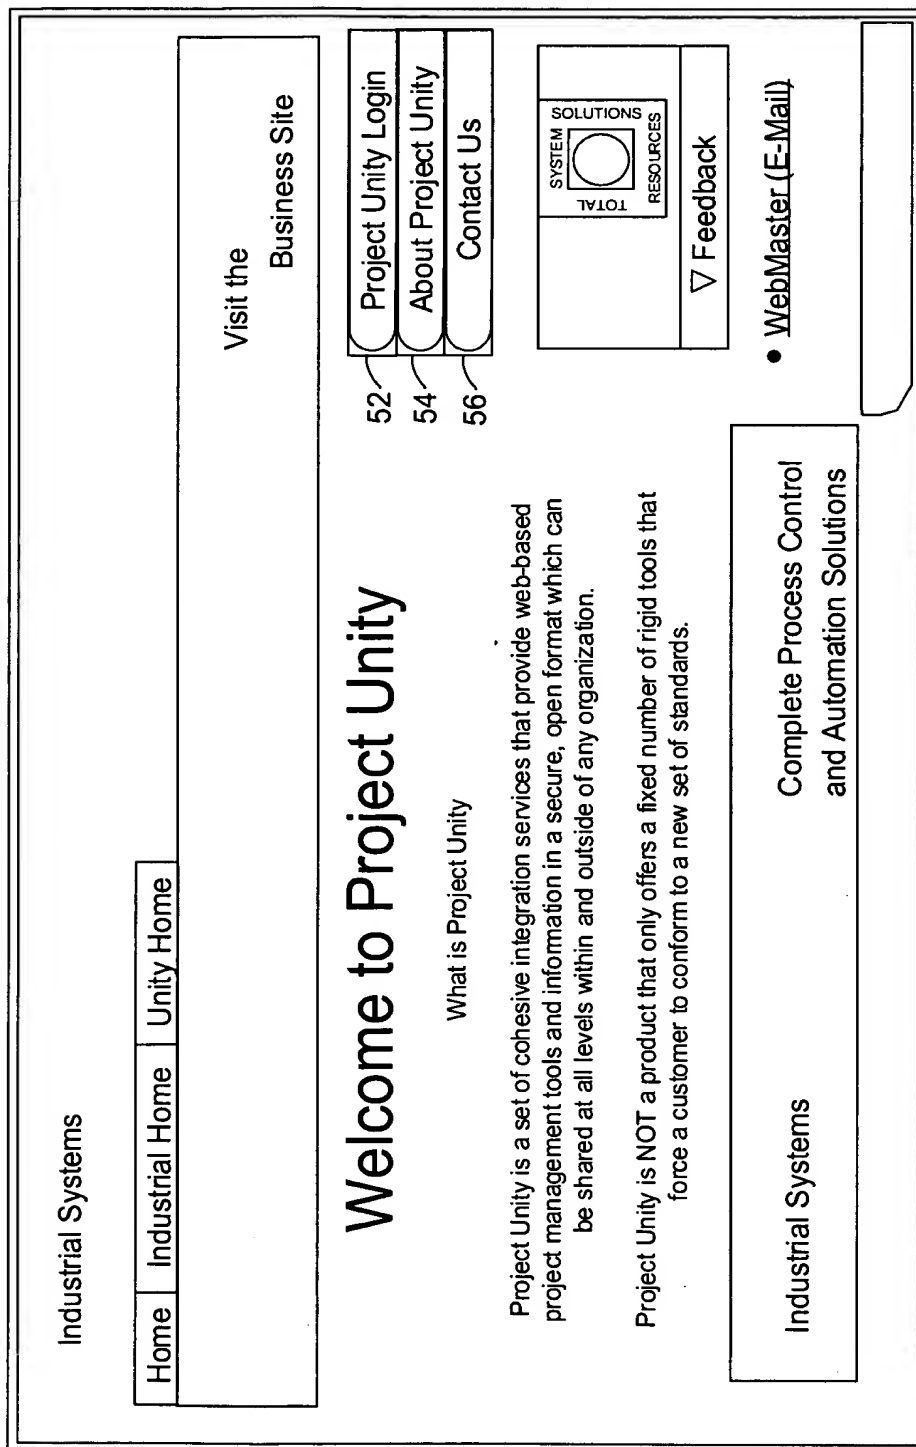 Industrial Systems
Home
Industrial Home
Unity Home
Visit the
Business Site
Welcome to Project Unity
52
Project Unity Login
54
About Project Unity
56
Contact Us
What is Project Unity
Project Unity is a set of cohesive integration services that provide web-based
project management tools and information in a secure, open format which can
be shared at all levels within and outside of any organization.
Project Unity is NOT a product that only offers a fixed number of rigid tools that
force a customer to conform to a new set of standards.
TOTAL
SYSTEM
SOLUTIONS
RESOURCES
▽ Feedback
Industrial Systems
Complete Process Control
and Automation Solutions
• WebMaster (E-Mail)